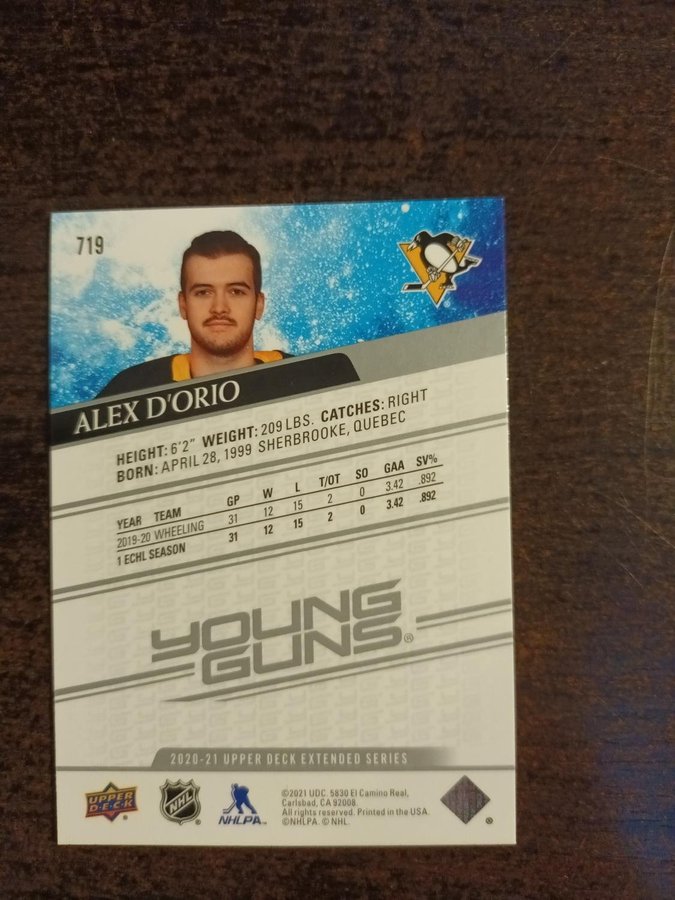 719
ALEX D'ORIO
HEIGHT: 6'2" WEIGHT: 209 LBS. CATCHES: RIGHT
BORN: APRIL 28, 1999 SHERBROOKE, QUEBEC
YEAR TEAM GP W L T/OT SO GAA SV%
2019-20 WHEELING 31 12 15 2 0 3.42 .892
1 ECHL SEASON 31 12 15 2 0 3.42 .892
YOUNG
GUNS®
2020-21 UPPER DECK EXTENDED SERIES
UPPER
D·E·C·K
NHL
NHLPA
©2021 UDC. 5830 El Camino Real,
Carlsbad, CA 92008.
All rights reserved. Printed in the USA.
©NHLPA. © NHL.